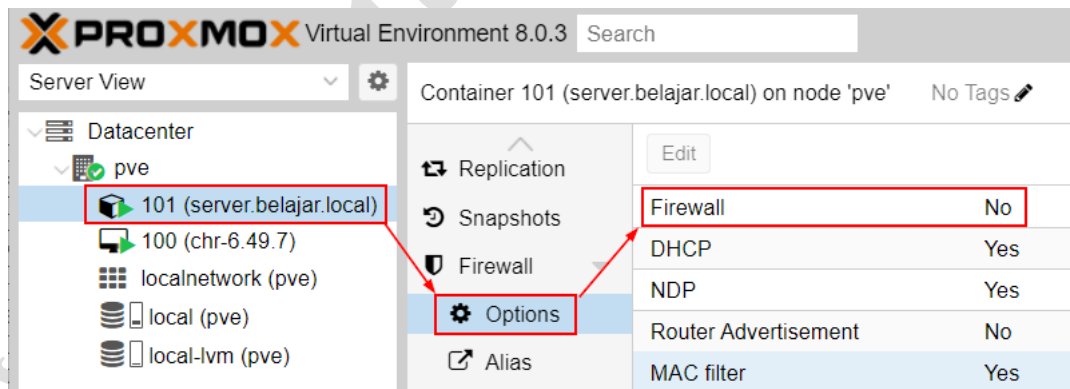 PROXMOX Virtual Environment 8.0.3 Search
Server View
Container 101 (server.belajar.local) on node 'pve' No Tags
Datacenter
pve
101 (server.belajar.local)
100 (chr-6.49.7)
localnetwork (pve)
local (pve)
local-lvm (pve)
Replication
Snapshots
Firewall
Options
Alias
Edit
Firewall No
DHCP Yes
NDP Yes
Router Advertisement No
MAC filter Yes